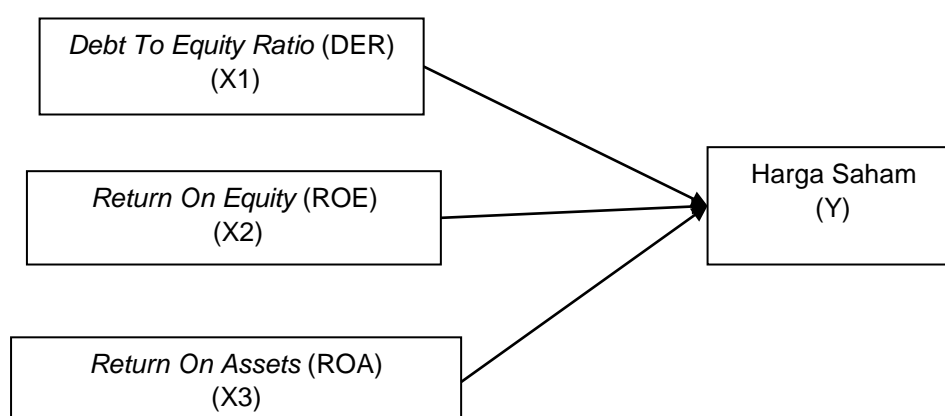 Debt To Equity Ratio (DER)
(X1)
Harga Saham
(Y)
Return On Equity (ROE)
(X2)
Return On Assets (ROA)
(X3)